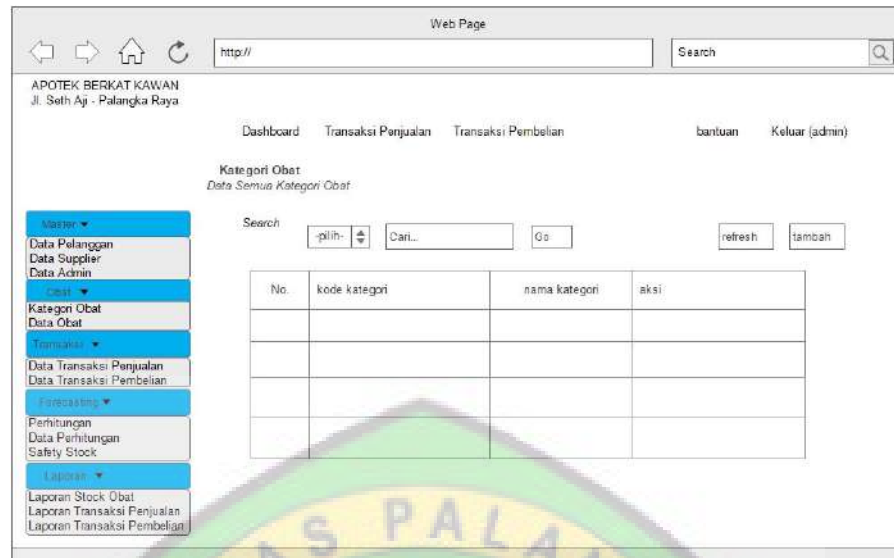 Web Page
http://
Search
APOTEK BERKAT KAWAN
Jl. Seth Aji - Palangka Raya
Dashboard Transaksi Penjualan Transaksi Pembelian bantuan Keluar (admin)
Kategori Obat
Data Semua Kategori Obat
Master
Data Pelanggan
Data Supplier
Data Admin
Obat
Kategori Obat
Data Obat
Transaksi
Data Transaksi Penjualan
Data Transaksi Pembelian
Forecasting
Perhitungan
Data Perhitungan
Safety Stock
Laporan
Laporan Stock Obat
Laporan Transaksi Penjualan
Laporan Transaksi Pembelian
Search -pilih- Cari... Go refresh tambah
No. kode kategori nama kategori aksi
AS PALAN